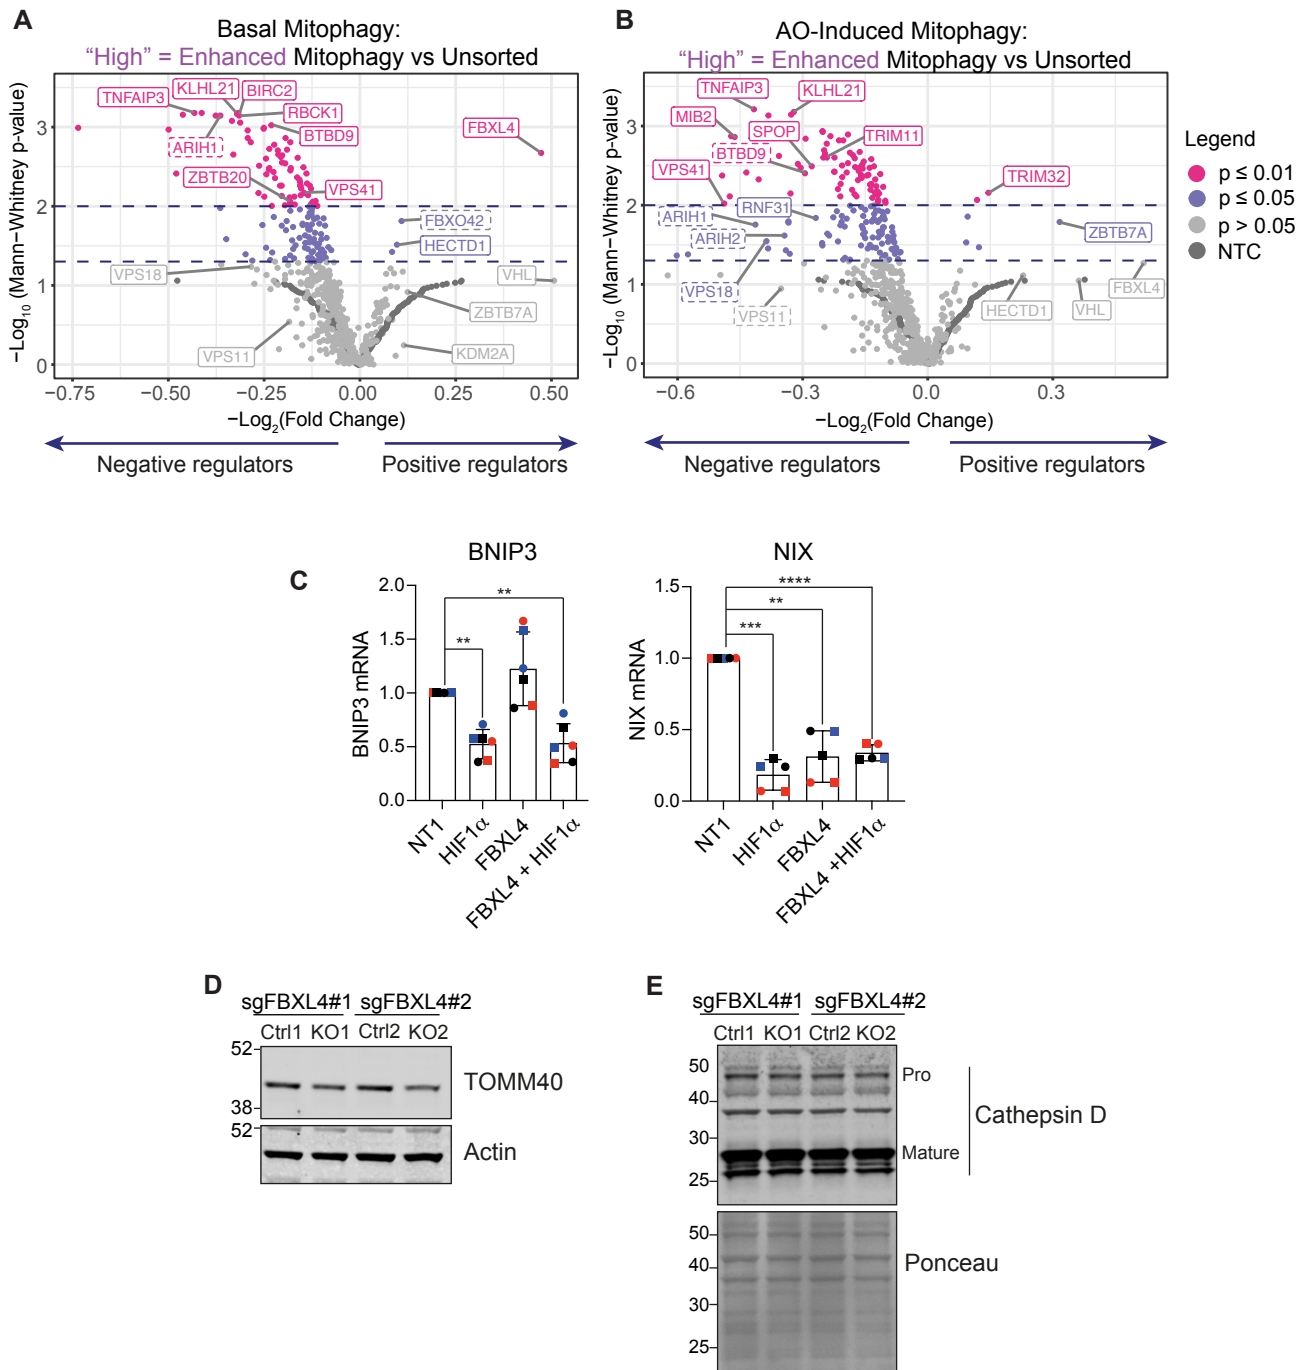 A
Basal Mitophagy:
“High” = Enhanced Mitophagy vs Unsorted
−Log10 (Mann−Whitney p-value)
3
2
1
0
TNFAIP3
KLHL21
BIRC2
RBCK1
FBXL4
ARIH1
BTBD9
ZBTB20
VPS41
FBXO42
HECTD1
VPS18
VHL
ZBTB7A
VPS11
KDM2A
−0.75
−0.50
−0.25
0.00
0.25
0.50
−Log2(Fold Change)
Negative regulators
Positive regulators
B
AO-Induced Mitophagy:
“High” = Enhanced Mitophagy vs Unsorted
−Log10 (Mann−Whitney p-value)
3
2
1
0
TNFAIP3
KLHL21
MIB2
SPOP
TRIM11
BTBD9
VPS41
TRIM32
RNF31
ARIH1
ZBTB7A
ARIH2
VPS18
FBXL4
VPS11
HECTD1
VHL
−0.6
−0.3
0.0
0.3
−Log2(Fold Change)
Negative regulators
Positive regulators
Legend
p ≤ 0.01
p ≤ 0.05
p > 0.05
NTC
C
BNIP3
BNIP3 mRNA
2.0
1.5
1.0
0.5
0.0
**
**
NT1
HIF1α
FBXL4
FBXL4 + HIF1α
NIX
NIX mRNA
1.5
1.0
0.5
0.0
****
**
***
NT1
HIF1α
FBXL4
FBXL4 +HIF1α
D
sgFBXL4#1 sgFBXL4#2
Ctrl1 KO1 Ctrl2 KO2
52
38
TOMM40
52
Actin
E
sgFBXL4#1 sgFBXL4#2
Ctrl1 KO1 Ctrl2 KO2
50
40
30
25
Pro
Cathepsin D
Mature
50
40
25
Ponceau